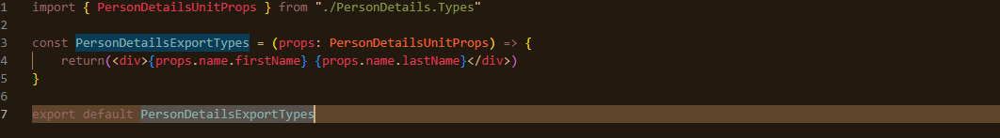 1 import { PersonDetailsUnitProps } from "./PersonDetails.Types"
2
3 const PersonDetailsExportTypes = (props: PersonDetailsUnitProps) => {
4 return(<div>{props.name.firstName} {props.name.lastName}</div>)
5 }
6
7 export default PersonDetailsExportTypes